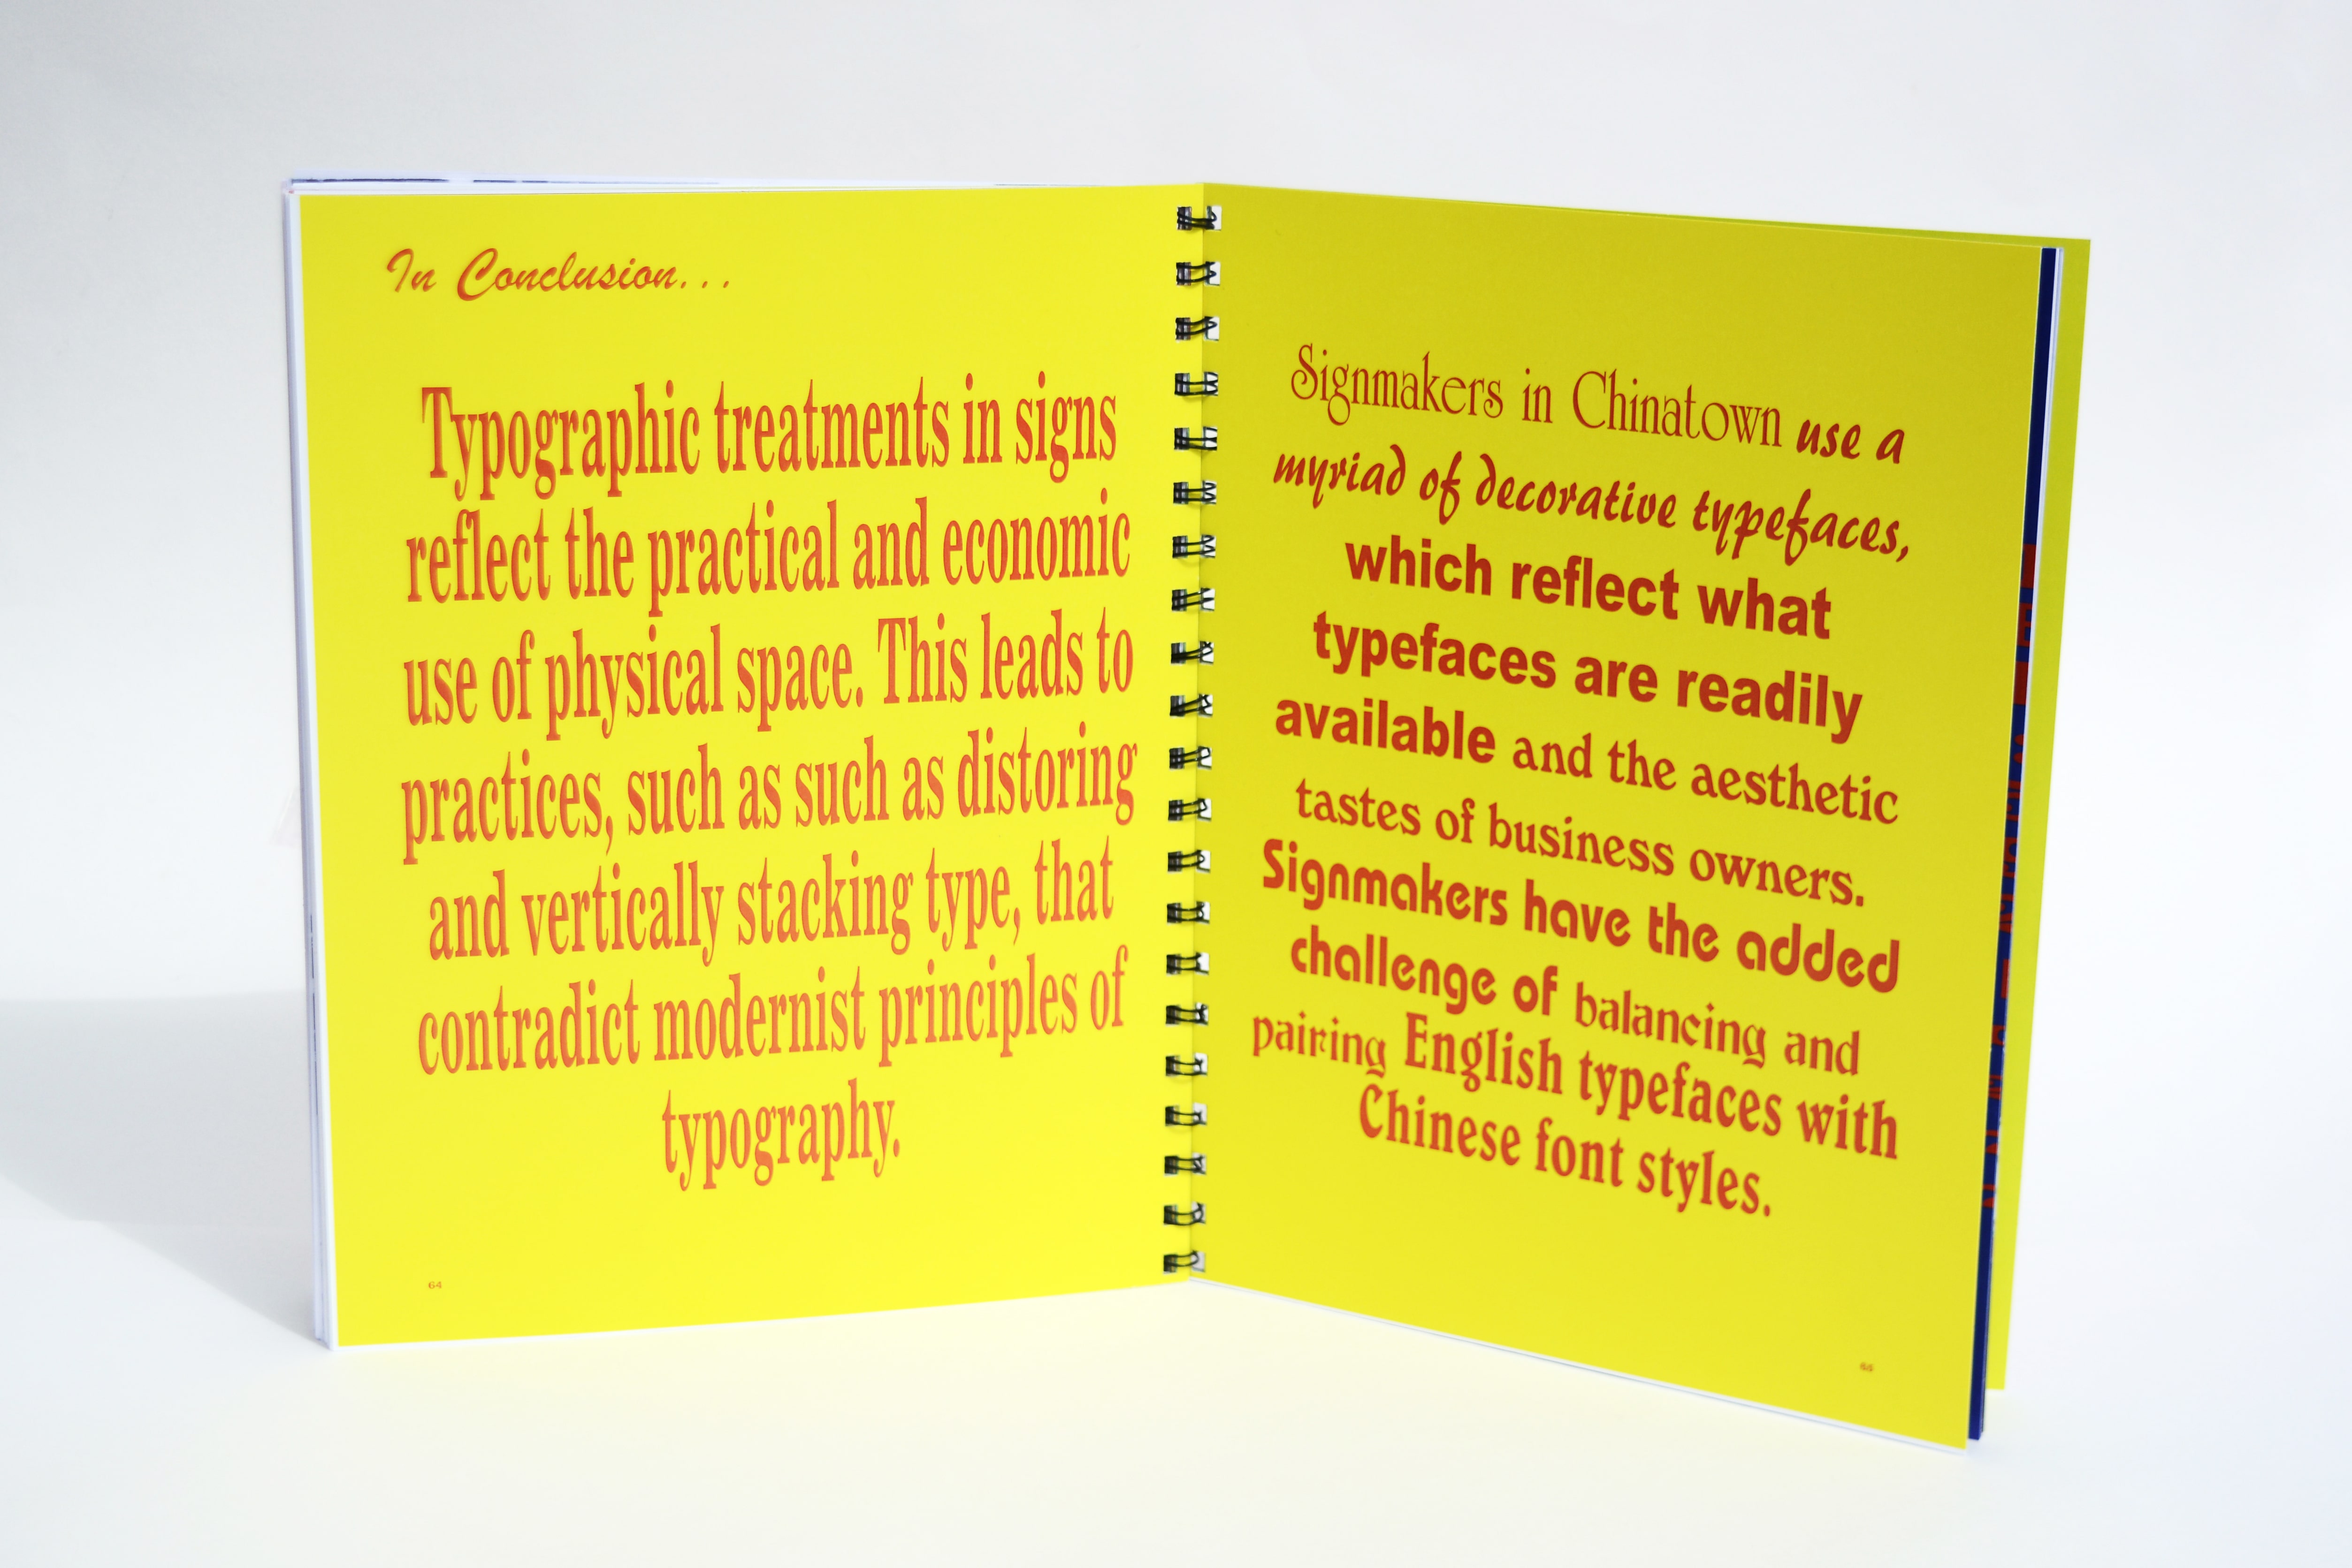 In Conclusion...
Typographic treatments in signs
reflect the practical and economic
use of physical space. This leads to
practices, such as such as distoring
and vertically stacking type, that
contradict modernist principles of
typography.
64
Signmakers in Chinatown use a
myriad of decorative typefaces,
which reflect what
typefaces are readily
available and the aesthetic
tastes of business owners.
Signmakers have the added
challenge of balancing and
pairing English typefaces with
Chinese font styles.